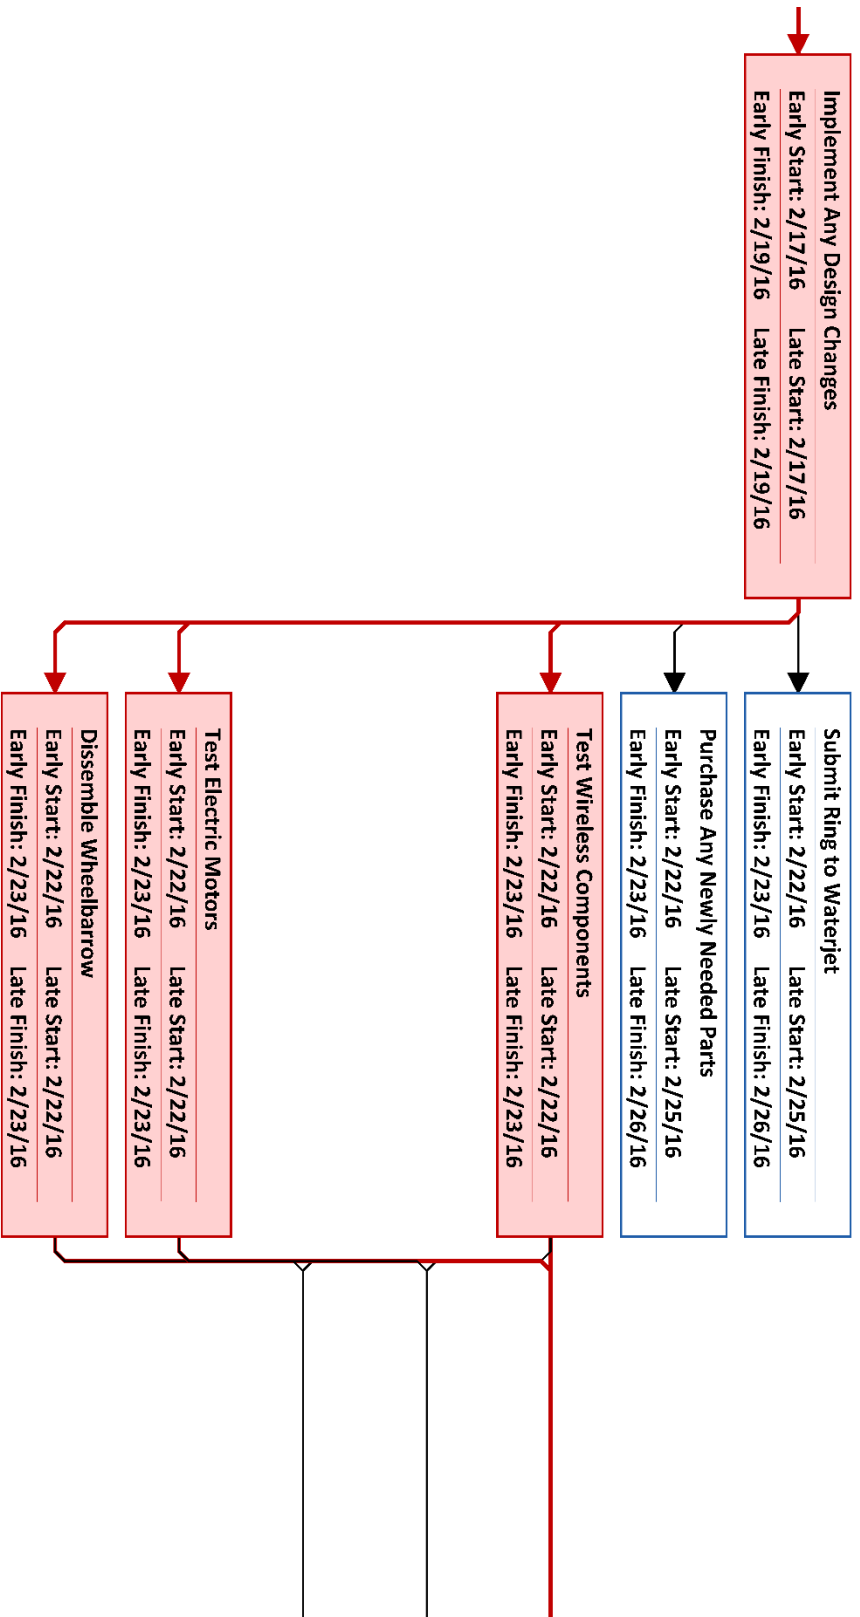 Implement Any Design Changes
Early Start: 2/17/16 Late Start: 2/17/16
Early Finish: 2/19/16 Late Finish: 2/19/16
Submit Ring to Waterjet
Early Start: 2/22/16 Late Start: 2/25/16
Early Finish: 2/23/16 Late Finish: 2/26/16
Purchase Any Newly Needed Parts
Early Start: 2/22/16 Late Start: 2/25/16
Early Finish: 2/23/16 Late Finish: 2/26/16
Test Wireless Components
Early Start: 2/22/16 Late Start: 2/22/16
Early Finish: 2/23/16 Late Finish: 2/23/16
Test Electric Motors
Early Start: 2/22/16 Late Start: 2/22/16
Early Finish: 2/23/16 Late Finish: 2/23/16
Dissemble Wheelbarrow
Early Start: 2/22/16 Late Start: 2/22/16
Early Finish: 2/23/16 Late Finish: 2/23/16